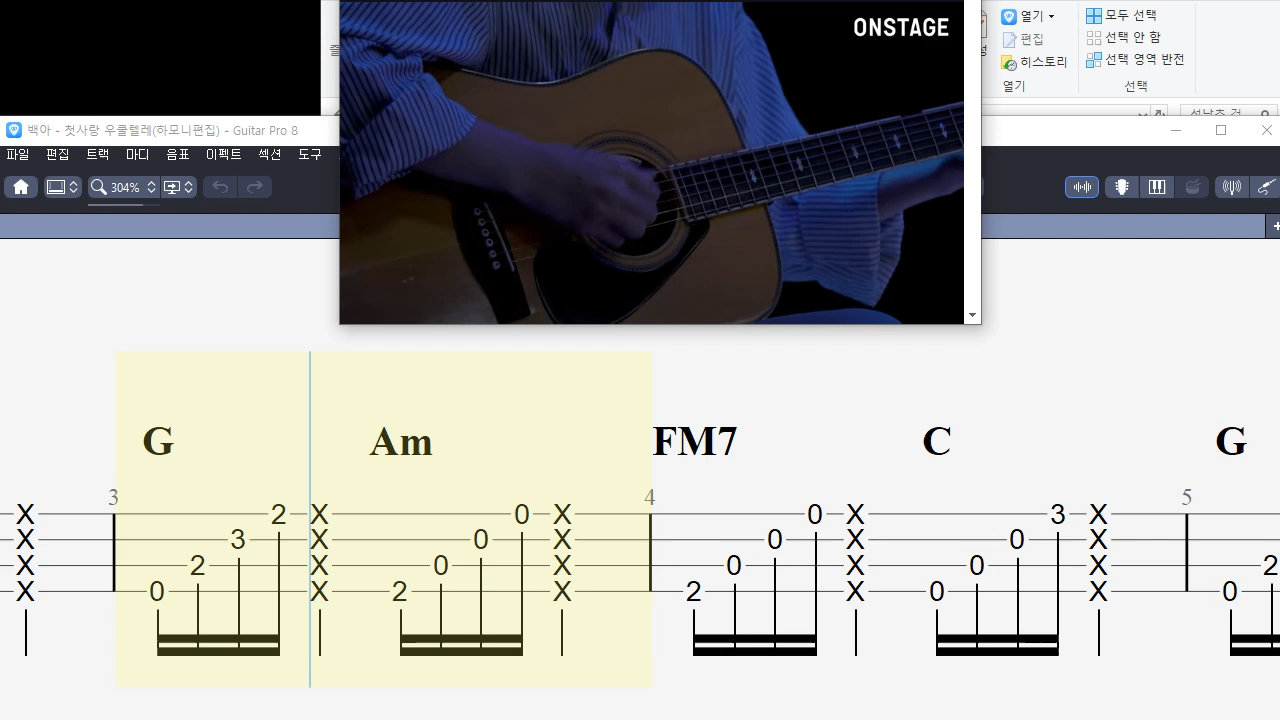 ONSTAGE
열기
모두 선택
편집
선택 안 함
히스토리
선택 영역 반전
열기
선택
백아 - 첫사랑 우쿨렐레(하모니편집) - Guitar Pro 8
파일 편집 트랙 마디 음표 이펙트 섹션 도구
304%
G Am FM7 C G
3 4 5
X 2 X 0 X 0 X 3 X
X 3 X 0 X 0 X 0 X
X 2 X 0 X 0 X 0 X 2
X 0 X 2 X 2 X 0 X 0